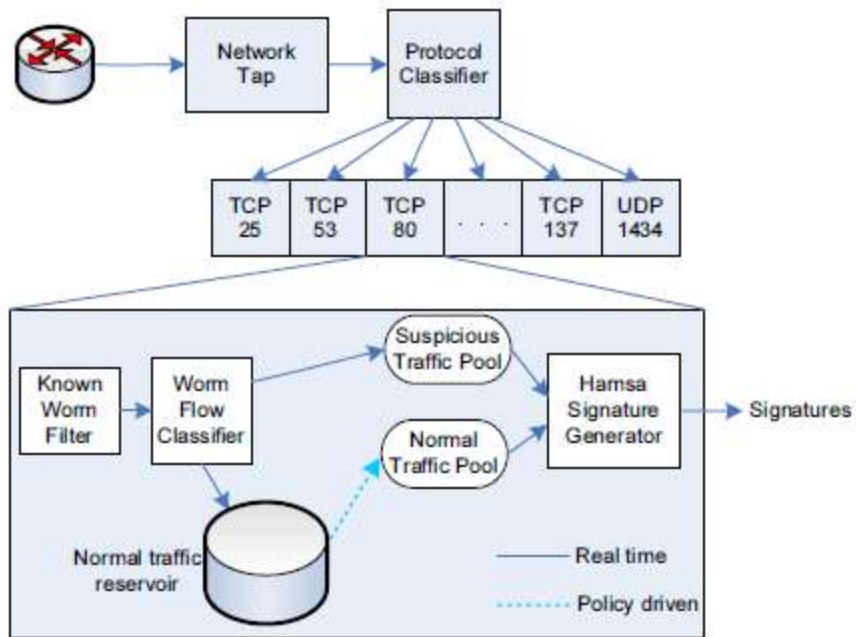 Network
Tap
Protocol
Classifier
TCP
25
TCP
53
TCP
80
. . .
TCP
137
UDP
1434
Known
Worm
Filter
Worm
Flow
Classifier
Suspicious
Traffic Pool
Normal
Traffic Pool
Hamsa
Signature
Generator
Signatures
Normal traffic
reservoir
Real time
Policy driven